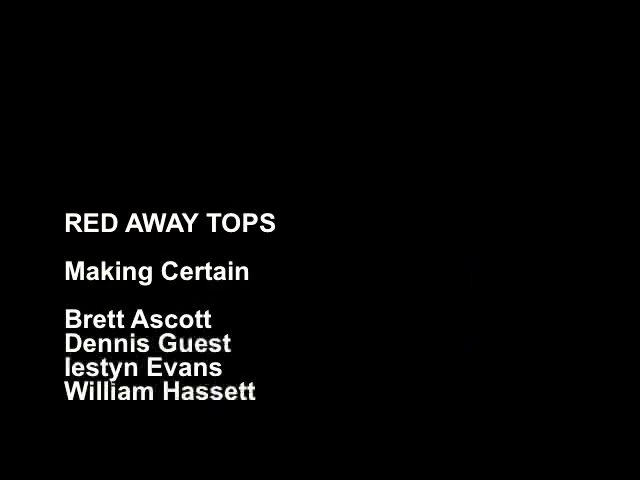 RED AWAY TOPS
Making Certain
Brett Ascott
Dennis Guest
Iestyn Evans
William Hassett